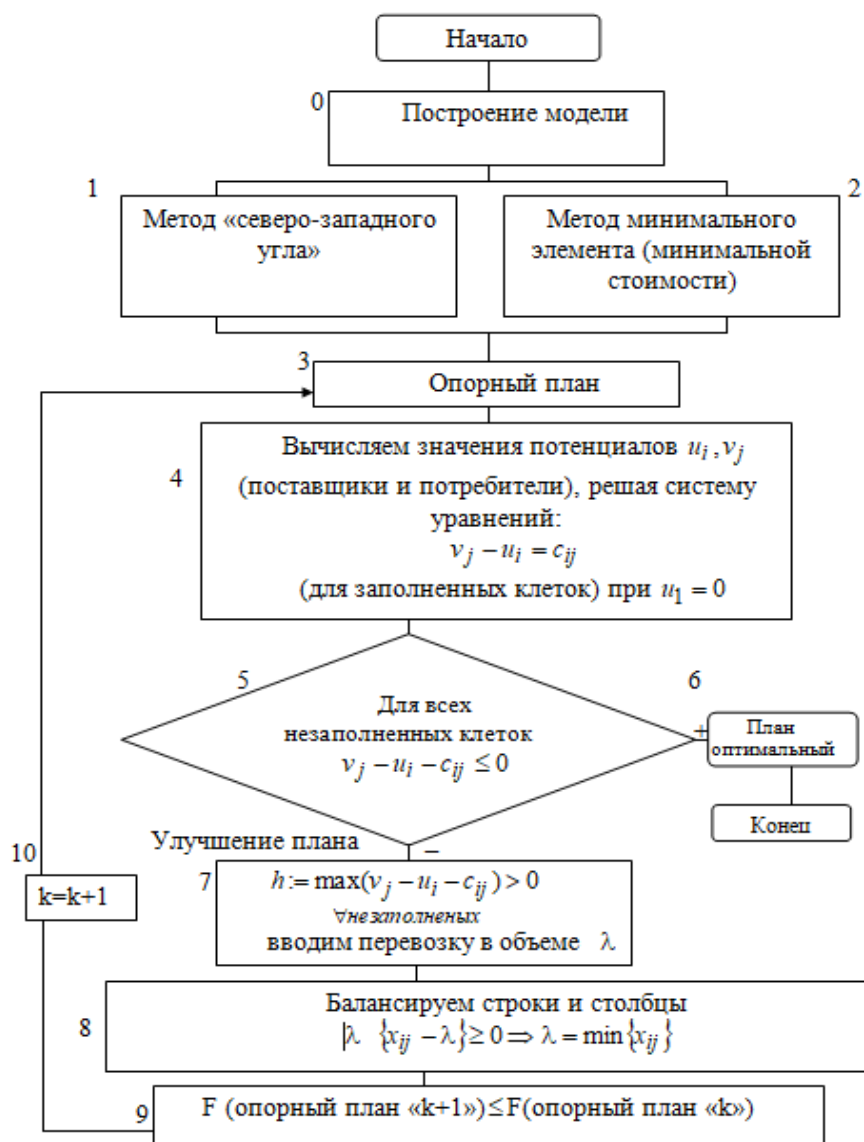 Начало
0
Построение модели
1
2
Метод «северо-западного
угла»
Метод минимального
элемента (минимальной
стоимости)
3
Опорный план
4
Вычисляем значения потенциалов u_i , v_j
(поставщики и потребители), решая систему
уравнений:
v_j − u_i = c_ij
(для заполненных клеток) при u_1 = 0
5
6
Для всех
незаполненных клеток
v_j − u_i − c_ij ≤ 0
+
План
оптимальный
Конец
Улучшение плана
−
10
k=k+1
7
h := max(v_j − u_i − c_ij) > 0
∀незаполненых
вводим перевозку в объеме λ
8
Балансируем строки и столбцы
|λ {x_ij − λ} ≥ 0 ⇒ λ = min{x_ij}
9
F (опорный план «k+1»)≤F(опорный план «k»)